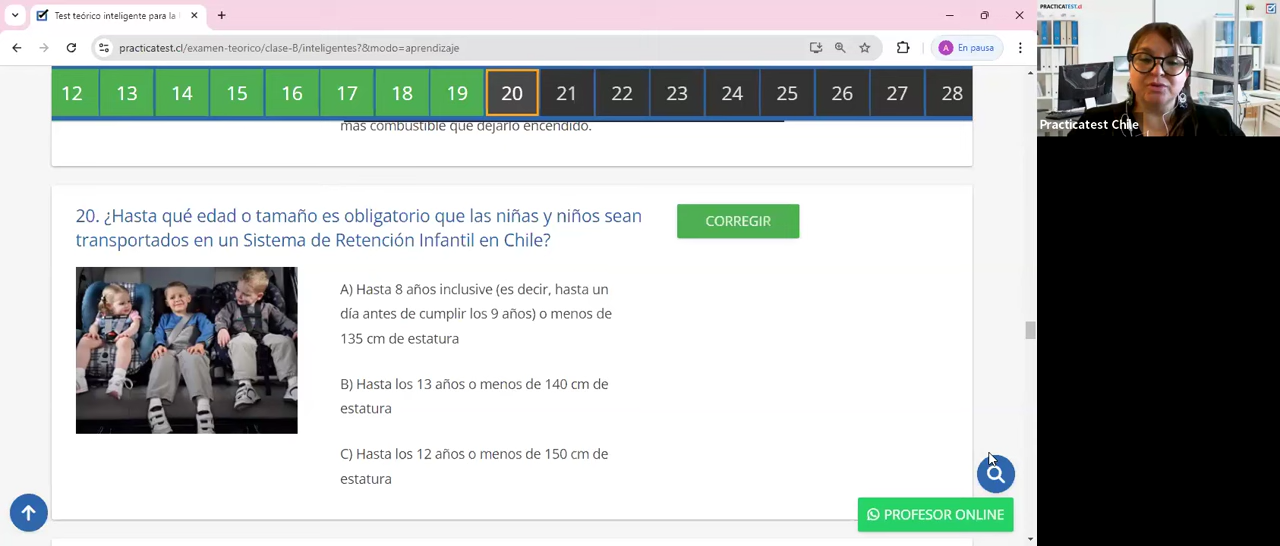 Test teórico inteligente para la l
practicatest.cl/examen-teorico/clase-B/inteligentes?&modo=aprendizaje
En pausa
PRACTICATEST.cl
Practicatest Chile
12 13 14 15 16 17 18 19 20 21 22 23 24 25 26 27 28
más combustible que dejarlo encendido.
20. ¿Hasta qué edad o tamaño es obligatorio que las niñas y niños sean
transportados en un Sistema de Retención Infantil en Chile?
CORREGIR
A) Hasta 8 años inclusive (es decir, hasta un
día antes de cumplir los 9 años) o menos de
135 cm de estatura
B) Hasta los 13 años o menos de 140 cm de
estatura
C) Hasta los 12 años o menos de 150 cm de
estatura
PROFESOR ONLINE